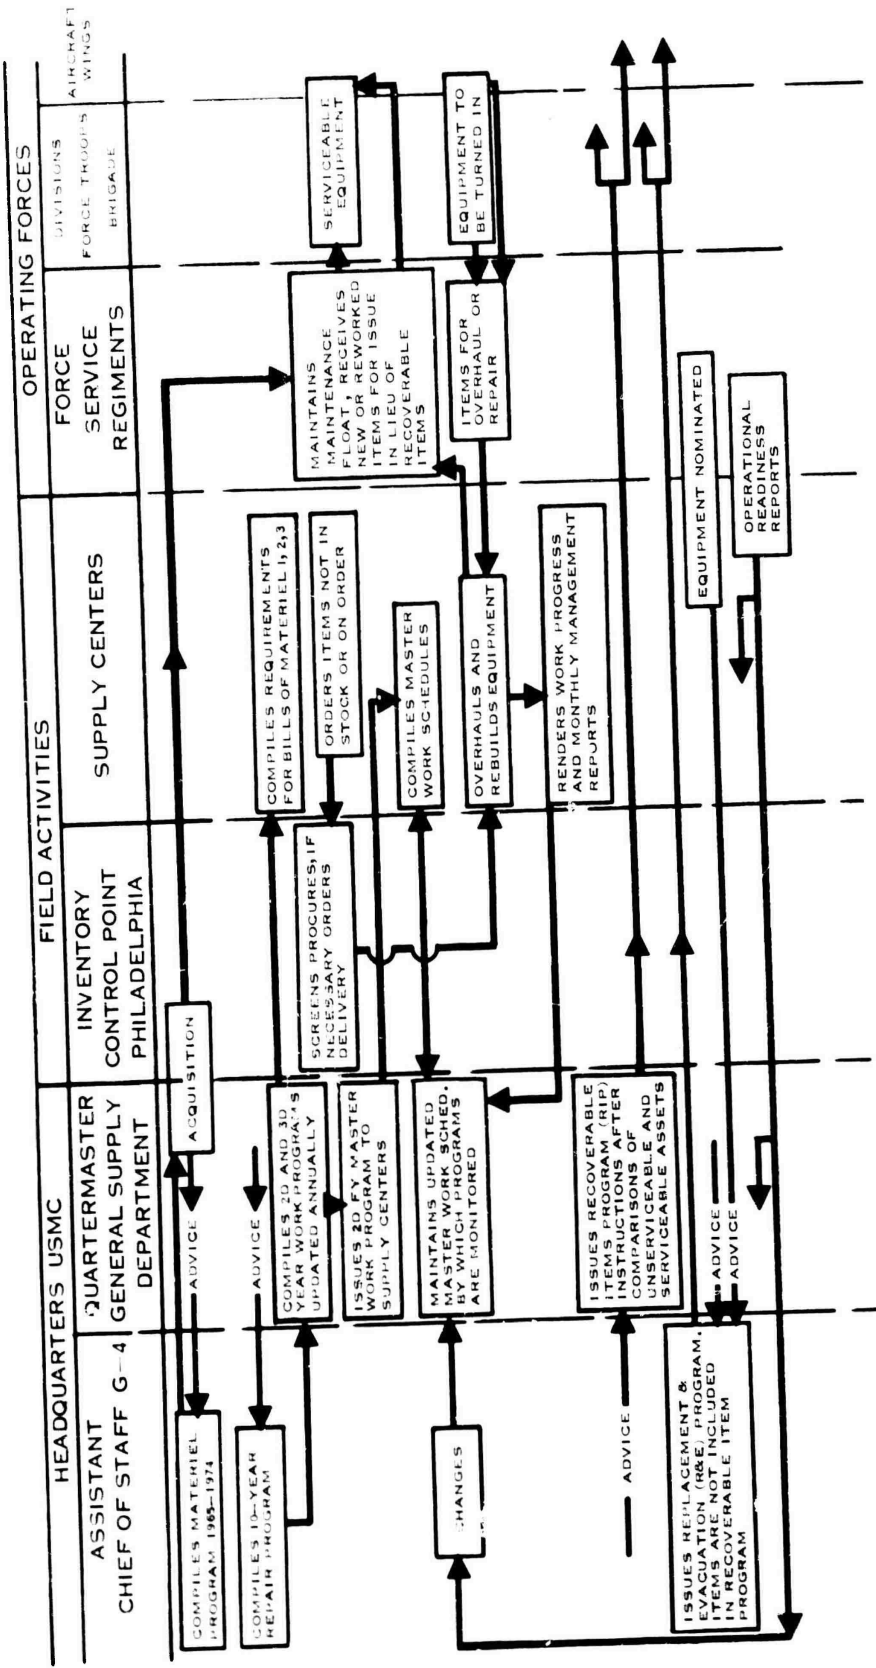 HEADQUARTERS USMC
FIELD ACTIVITIES
OPERATING FORCES
ASSISTANT
CHIEF OF STAFF G-4
QUARTERMASTER
GENERAL SUPPLY
DEPARTMENT
INVENTORY
CONTROL POINT
PHILADELPHIA
SUPPLY CENTERS
FORCE
SERVICE
REGIMENTS
DIVISIONS
FORCE TROOPS
BRIGADE
AIRCRAFT
WINGS
COMPILES MATERIEL
PROGRAM 1965-1974
ADVICE
ACQUISITION
COMPILES 10-YEAR
REPAIR PROGRAM
ADVICE
COMPILES 2D AND 3D
YEAR WORK PROGRAMS
UPDATED ANNUALLY
COMPILES REQUIREMENTS
FOR BILLS OF MATERIEL 1,2,3
SCREENS PROCURES, IF
NECESSARY ORDERS
DELIVERY
ORDERS ITEMS NOT IN
STOCK OR ON ORDER
MAINTAINS
MAINTENANCE
FLOAT, RECEIVES
NEW OR REWORKED
ITEMS FOR ISSUE
IN LIEU OF
RECOVERABLE
ITEMS
SERVICEABLE
EQUIPMENT
ISSUES 2D FY MASTER
WORK PROGRAM TO
SUPPLY CENTERS
COMPILES MASTER
WORK SCHEDULES
CHANGES
MAINTAINS UPDATED
MASTER WORK SCHED.
BY WHICH PROGRAMS
ARE MONITORED
OVERHAULS AND
REBUILDS EQUIPMENT
ITEMS FOR
OVERHAUL OR
REPAIR
EQUIPMENT TO
BE TURNED IN
RENDERS WORK PROGRESS
AND MONTHLY MANAGEMENT
REPORTS
ADVICE
ISSUES RECOVERABLE
ITEMS PROGRAM (RIP)
INSTRUCTIONS AFTER
COMPARISONS OF
UNSERVICEABLE AND
SERVICEABLE ASSETS
ISSUES REPLACEMENT &
EVACUATION (R&E) PROGRAM.
ITEMS ARE NOT INCLUDED
IN RECOVERABLE ITEM
PROGRAM
ADVICE
ADVICE
EQUIPMENT NOMINATED
OPERATIONAL
READINESS
REPORTS